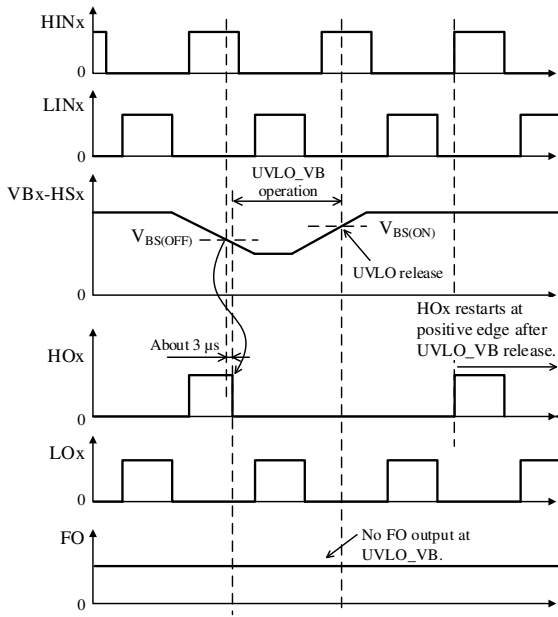 HINx
0
LINx
0
UVLO_VB
operation
VBx-HSx
VBS(OFF)
VBS(ON)
UVLO release
0
HOx restarts at
positive edge after
UVLO_VB release.
About 3 µs
HOx
0
LOx
0
FO
No FO output at
UVLO_VB.
0